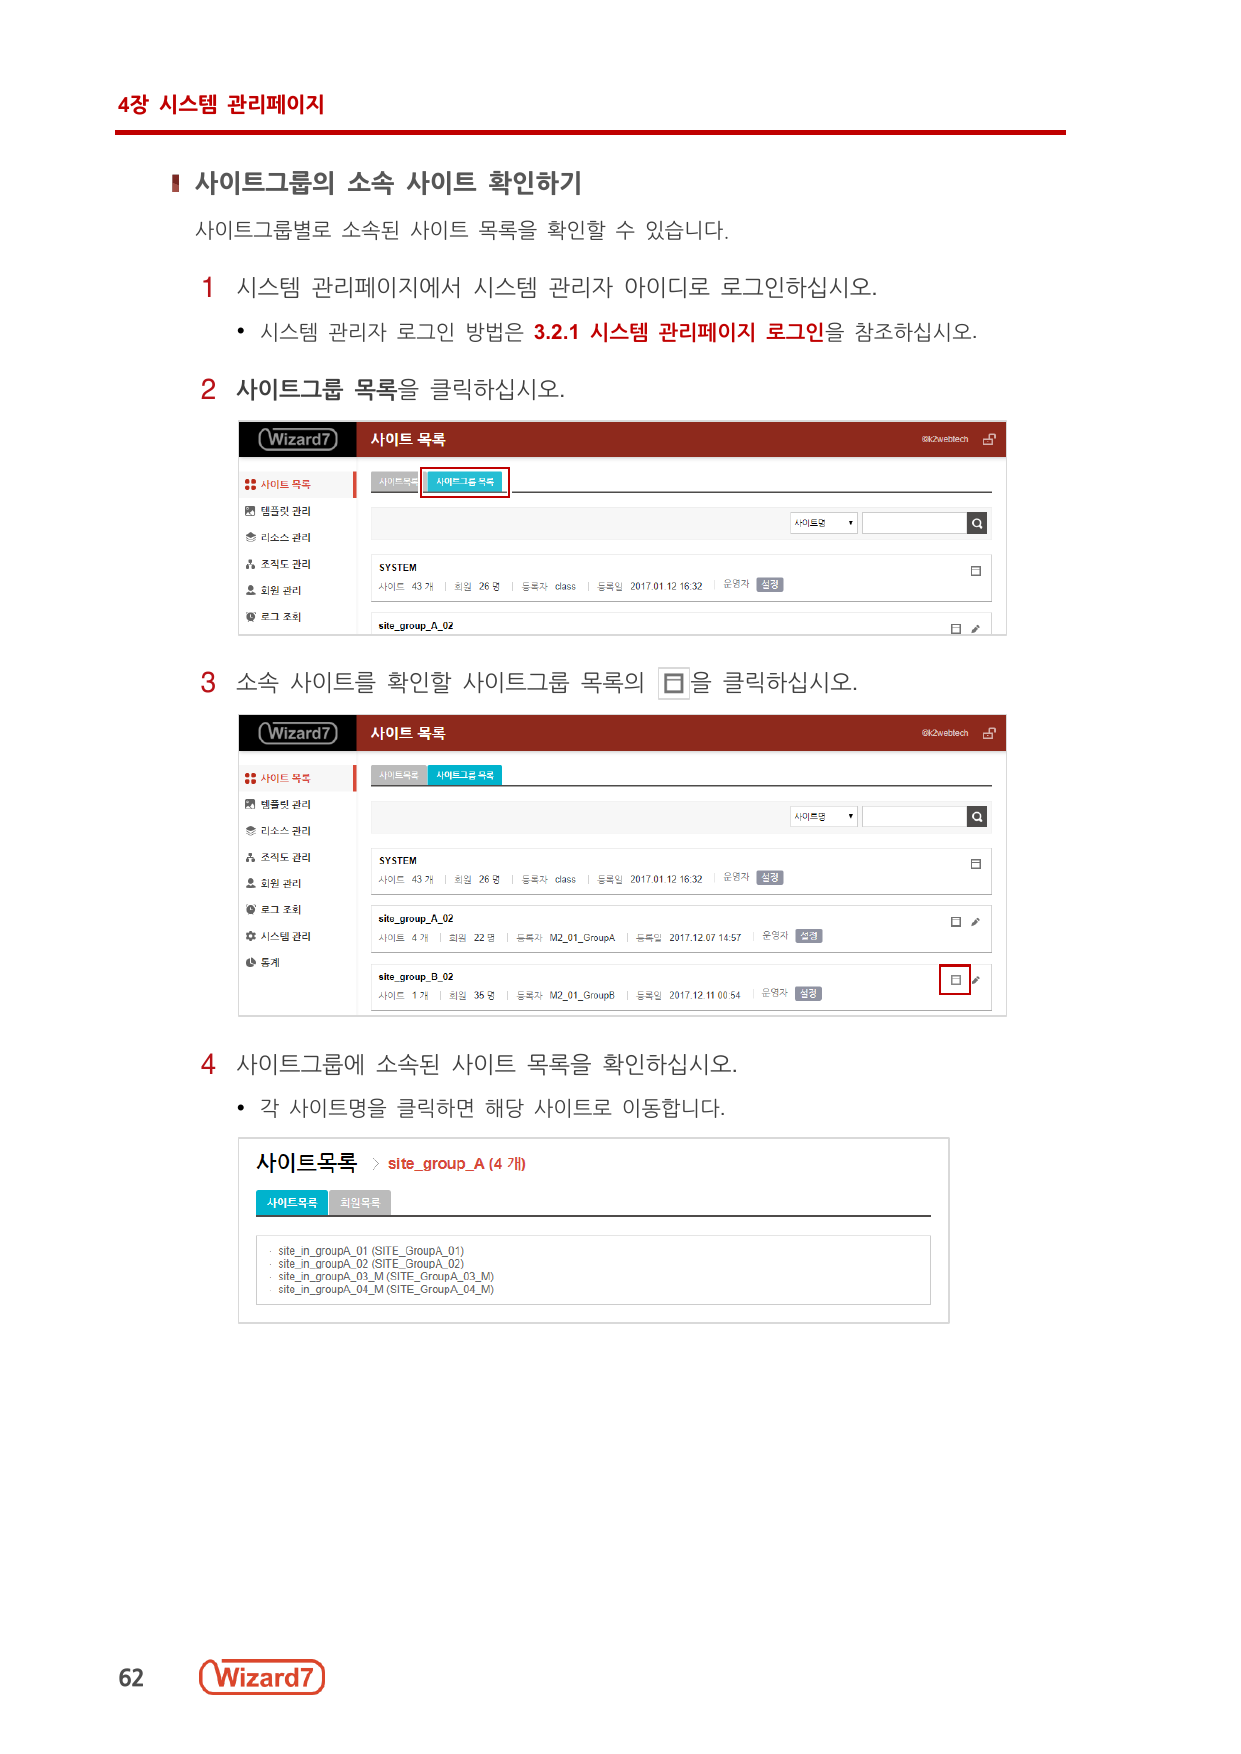 4장 시스템 관리페이지
사이트그룹의 소속 사이트 확인하기
사이트그룹별로 소속된 사이트 목록을 확인할 수 있습니다.
1 시스템 관리페이지에서 시스템 관리자 아이디로 로그인하십시오.
• 시스템 관리자 로그인 방법은 3.2.1 시스템 관리페이지 로그인을 참조하십시오.
2 사이트그룹 목록을 클릭하십시오.
Wizard7 사이트 목록 @k2webtech
사이트 목록 사이트목록 사이트그룹 목록
템플릿 관리
사이트명
리소스 관리
조직도 관리 SYSTEM
회원 관리 사이트 43 개 회원 26 명 등록자 class 등록일 2017.01.12 16:32 운영자 설정
로그 조회 site_group_A_02
3 소속 사이트를 확인할 사이트그룹 목록의 을 클릭하십시오.
Wizard7 사이트 목록 @k2webtech
사이트 목록 사이트목록 사이트그룹 목록
템플릿 관리
사이트명
리소스 관리
조직도 관리 SYSTEM
회원 관리 사이트 43 개 회원 26 명 등록자 class 등록일 2017.01.12 16:32 운영자 설정
로그 조회 site_group_A_02
시스템 관리 사이트 4 개 회원 22 명 등록자 M2_01_GroupA 등록일 2017.12.07 14:57 운영자 설정
통계
site_group_B_02
사이트 1 개 회원 35 명 등록자 M2_01_GroupB 등록일 2017.12.11 00:54 운영자 설정
4 사이트그룹에 소속된 사이트 목록을 확인하십시오.
• 각 사이트명을 클릭하면 해당 사이트로 이동합니다.
사이트목록 > site_group_A (4 개)
사이트목록 회원목록
· site_in_groupA_01 (SITE_GroupA_01)
· site_in_groupA_02 (SITE_GroupA_02)
· site_in_groupA_03_M (SITE_GroupA_03_M)
· site_in_groupA_04_M (SITE_GroupA_04_M)
62 Wizard7